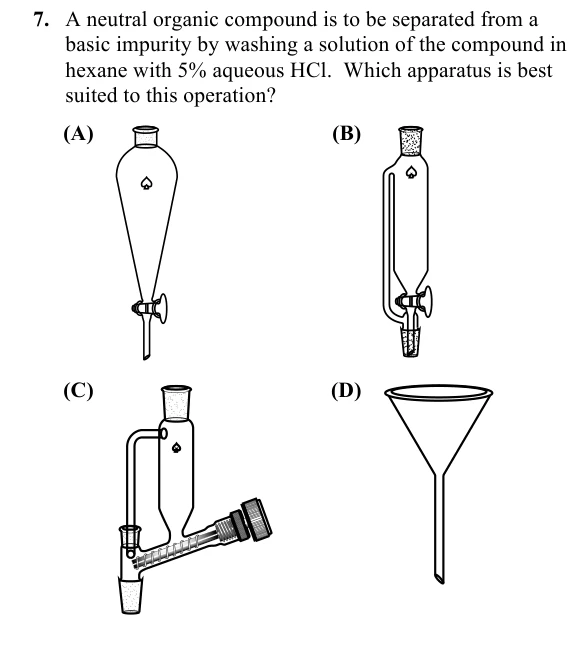 7. A neutral organic compound is to be separated from a
basic impurity by washing a solution of the compound in
hexane with 5% aqueous HCl. Which apparatus is best
suited to this operation?
(A) (B)
(C) (D)